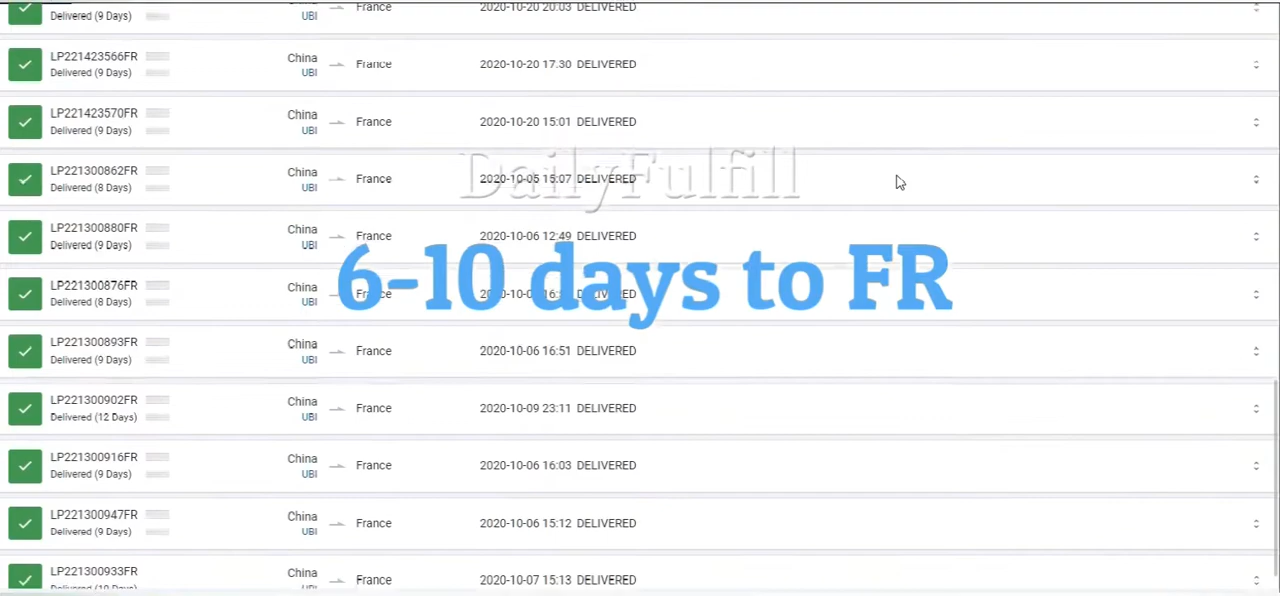 Delivered (9 Days) UBI France 2020-10-20 20:03 DELIVERED
LP221423566FR China France 2020-10-20 17:30 DELIVERED
Delivered (9 Days) UBI
LP221423570FR China France 2020-10-20 15:01 DELIVERED
Delivered (9 Days) UBI
DailyFulfill
LP221300862FR China France 2020-10-05 15:07 DELIVERED
Delivered (8 Days) UBI
LP221300880FR China France 2020-10-06 12:49 DELIVERED
Delivered (9 Days) UBI
6-10 days to FR
LP221300876FR China France DELIVERED
Delivered (8 Days) UBI
LP221300893FR China France 2020-10-06 16:51 DELIVERED
Delivered (9 Days) UBI
LP221300902FR China France 2020-10-09 23:11 DELIVERED
Delivered (12 Days) UBI
LP221300916FR China France 2020-10-06 16:03 DELIVERED
Delivered (9 Days) UBI
LP221300947FR China France 2020-10-06 15:12 DELIVERED
Delivered (9 Days) UBI
LP221300933FR China France 2020-10-07 15:13 DELIVERED
Delivered (10 Days) UBI